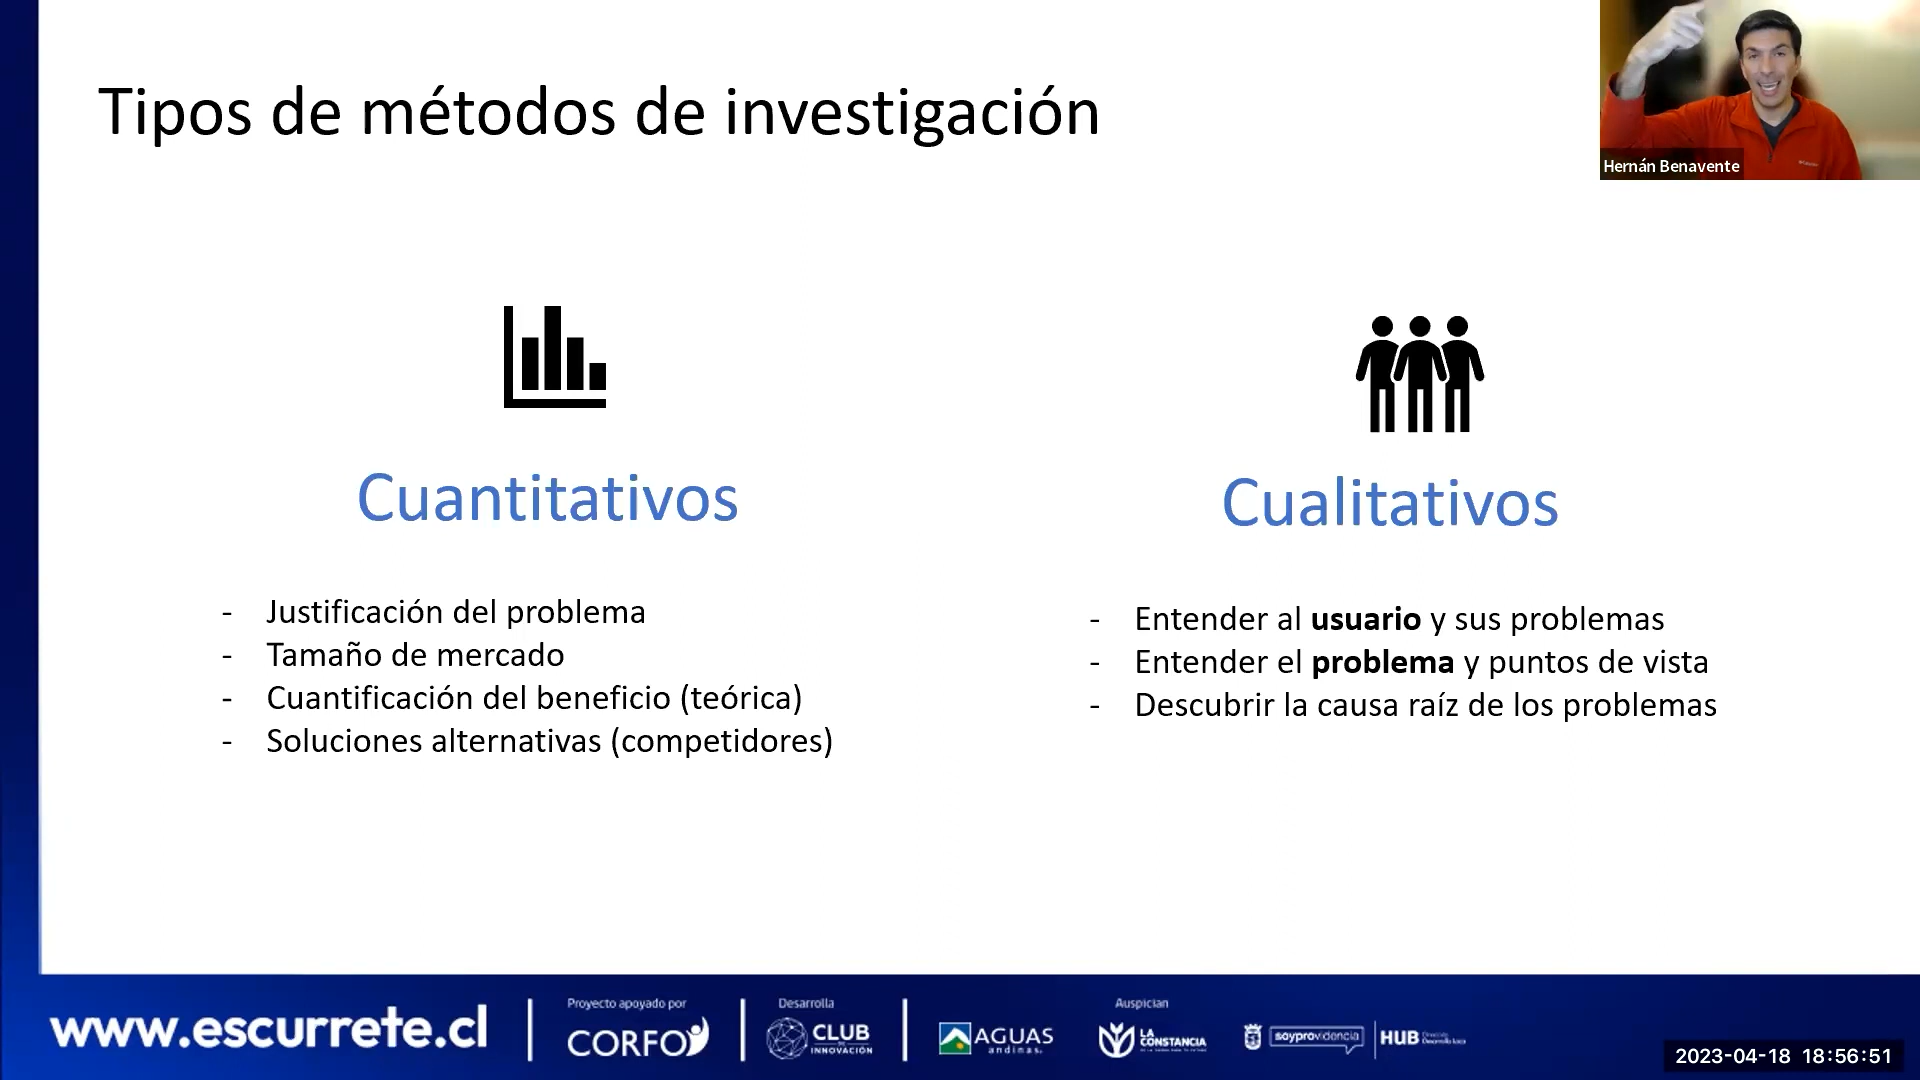 Tipos de métodos de investigación
Hernán Benavente
Cuantitativos
- Justificación del problema
- Tamaño de mercado
- Cuantificación del beneficio (teórica)
- Soluciones alternativas (competidores)
Cualitativos
- Entender al usuario y sus problemas
- Entender el problema y puntos de vista
- Descubrir la causa raíz de los problemas
www.escurrete.cl
Proyecto apoyado por
CORFO
Desarrolla
CLUB
DE INNOVACIÓN
AGUAS
andinas.
Auspician
LA
CONSTANCIA
soyprovidencia
HUB
2023-04-18 18:56:51